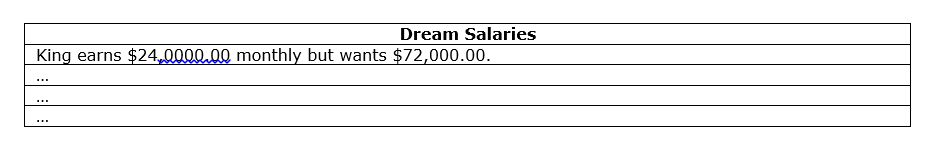 Dream Salaries
King earns $24,0000.00 monthly but wants $72,000.00.
...
...
...